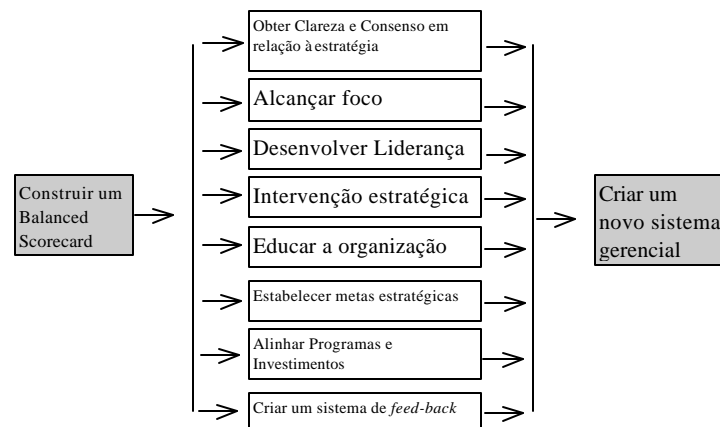 Construir um
Balanced
Scorecard
Obter Clareza e Consenso em
relação à estratégia
Alcançar foco
Desenvolver Liderança
Intervenção estratégica
Educar a organização
Estabelecer metas estratégicas
Alinhar Programas e
Investimentos
Criar um sistema de feed-back
Criar um
novo sistema
gerencial